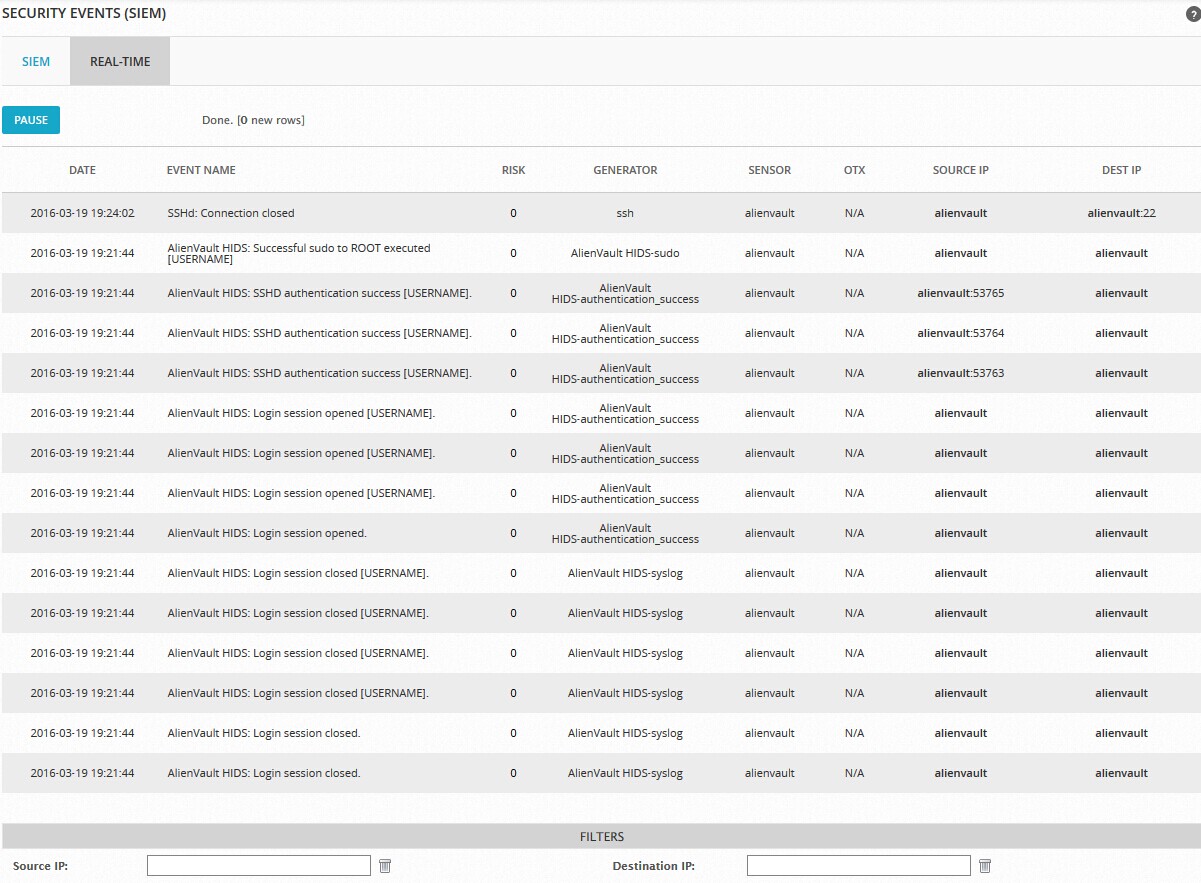 SECURITY EVENTS (SIEM)
?
SIEM REAL-TIME
PAUSE Done. [0 new rows]
DATE EVENT NAME RISK GENERATOR SENSOR OTX SOURCE IP DEST IP
2016-03-19 19:24:02 SSHd: Connection closed 0 ssh alienvault N/A alienvault alienvault:22
2016-03-19 19:21:44 AlienVault HIDS: Successful sudo to ROOT executed [USERNAME] 0 AlienVault HIDS-sudo alienvault N/A alienvault alienvault
2016-03-19 19:21:44 AlienVault HIDS: SSHD authentication success [USERNAME]. 0 AlienVault HIDS-authentication_success alienvault N/A alienvault:53765 alienvault
2016-03-19 19:21:44 AlienVault HIDS: SSHD authentication success [USERNAME]. 0 AlienVault HIDS-authentication_success alienvault N/A alienvault:53764 alienvault
2016-03-19 19:21:44 AlienVault HIDS: SSHD authentication success [USERNAME]. 0 AlienVault HIDS-authentication_success alienvault N/A alienvault:53763 alienvault
2016-03-19 19:21:44 AlienVault HIDS: Login session opened [USERNAME]. 0 AlienVault HIDS-authentication_success alienvault N/A alienvault alienvault
2016-03-19 19:21:44 AlienVault HIDS: Login session opened [USERNAME]. 0 AlienVault HIDS-authentication_success alienvault N/A alienvault alienvault
2016-03-19 19:21:44 AlienVault HIDS: Login session opened [USERNAME]. 0 AlienVault HIDS-authentication_success alienvault N/A alienvault alienvault
2016-03-19 19:21:44 AlienVault HIDS: Login session opened. 0 AlienVault HIDS-authentication_success alienvault N/A alienvault alienvault
2016-03-19 19:21:44 AlienVault HIDS: Login session closed [USERNAME]. 0 AlienVault HIDS-syslog alienvault N/A alienvault alienvault
2016-03-19 19:21:44 AlienVault HIDS: Login session closed [USERNAME]. 0 AlienVault HIDS-syslog alienvault N/A alienvault alienvault
2016-03-19 19:21:44 AlienVault HIDS: Login session closed [USERNAME]. 0 AlienVault HIDS-syslog alienvault N/A alienvault alienvault
2016-03-19 19:21:44 AlienVault HIDS: Login session closed [USERNAME]. 0 AlienVault HIDS-syslog alienvault N/A alienvault alienvault
2016-03-19 19:21:44 AlienVault HIDS: Login session closed. 0 AlienVault HIDS-syslog alienvault N/A alienvault alienvault
2016-03-19 19:21:44 AlienVault HIDS: Login session closed. 0 AlienVault HIDS-syslog alienvault N/A alienvault alienvault
FILTERS
Source IP: Destination IP: